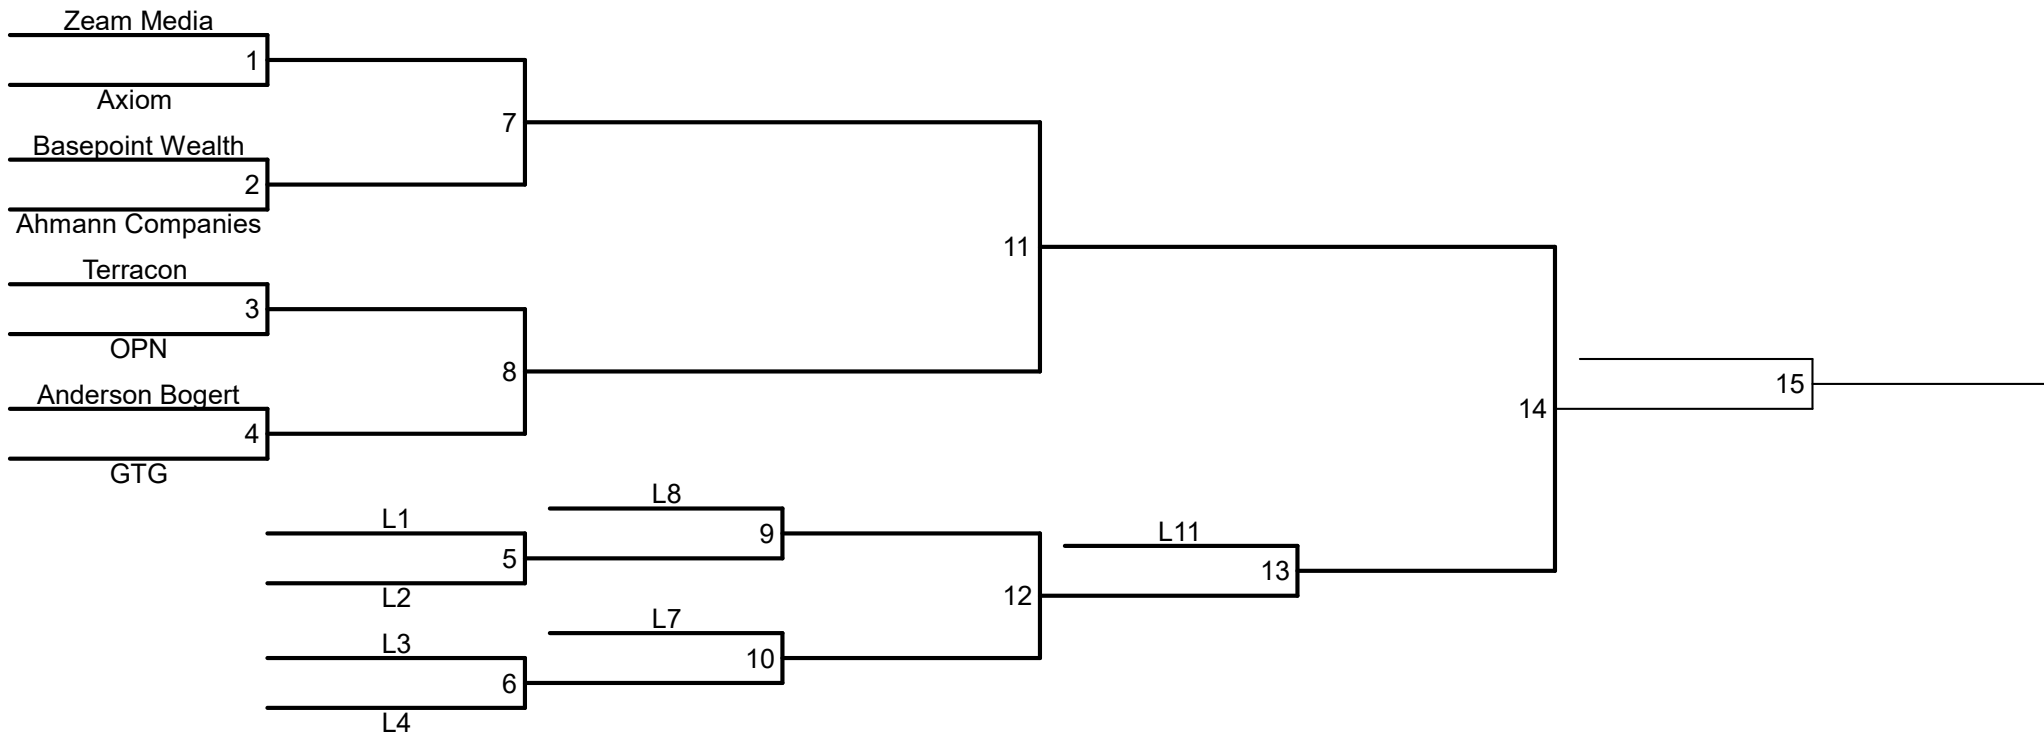 Zeam Media
1
Axiom
7
Basepoint Wealth
2
Ahmann Companies
11
Terracon
3
OPN
8
Anderson Bogert
4
GTG
14
15
L1
5
L2
L8
9
L3
6
L4
L7
10
12
L11
13